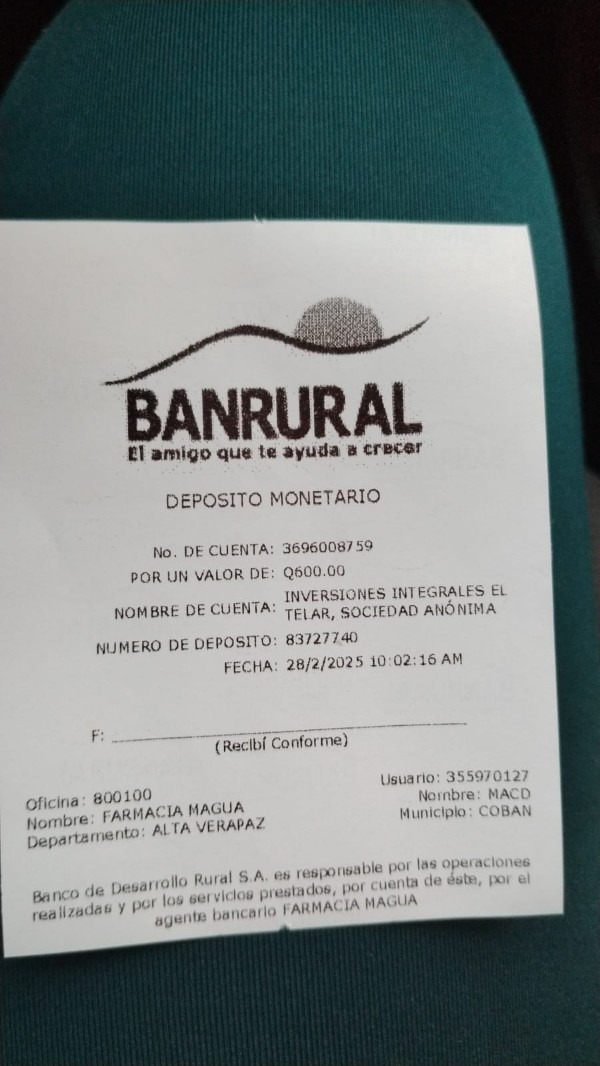 BANRURAL
El amigo que te ayuda a crecer
DEPOSITO MONETARIO
No. DE CUENTA: 3696008759
POR UN VALOR DE: Q600.00
NOMBRE DE CUENTA: INVERSIONES INTEGRALES EL
TELAR, SOCIEDAD ANÓNIMA
NUMERO DE DEPOSITO: 83727740
FECHA: 28/2/2025 10:02:16 AM
F:
(Recibí Conforme)
Oficina: 800100
Nombre: FARMACIA MAGUA
Departamento: ALTA VERAPAZ
Usuario: 355970127
Nombre: MACD
Municipio: COBAN
Banco de Desarrollo Rural S.A. es responsable por las operaciones
realizadas y por los servicios prestados, por cuenta de éste, por el
agente bancario FARMACIA MAGUA